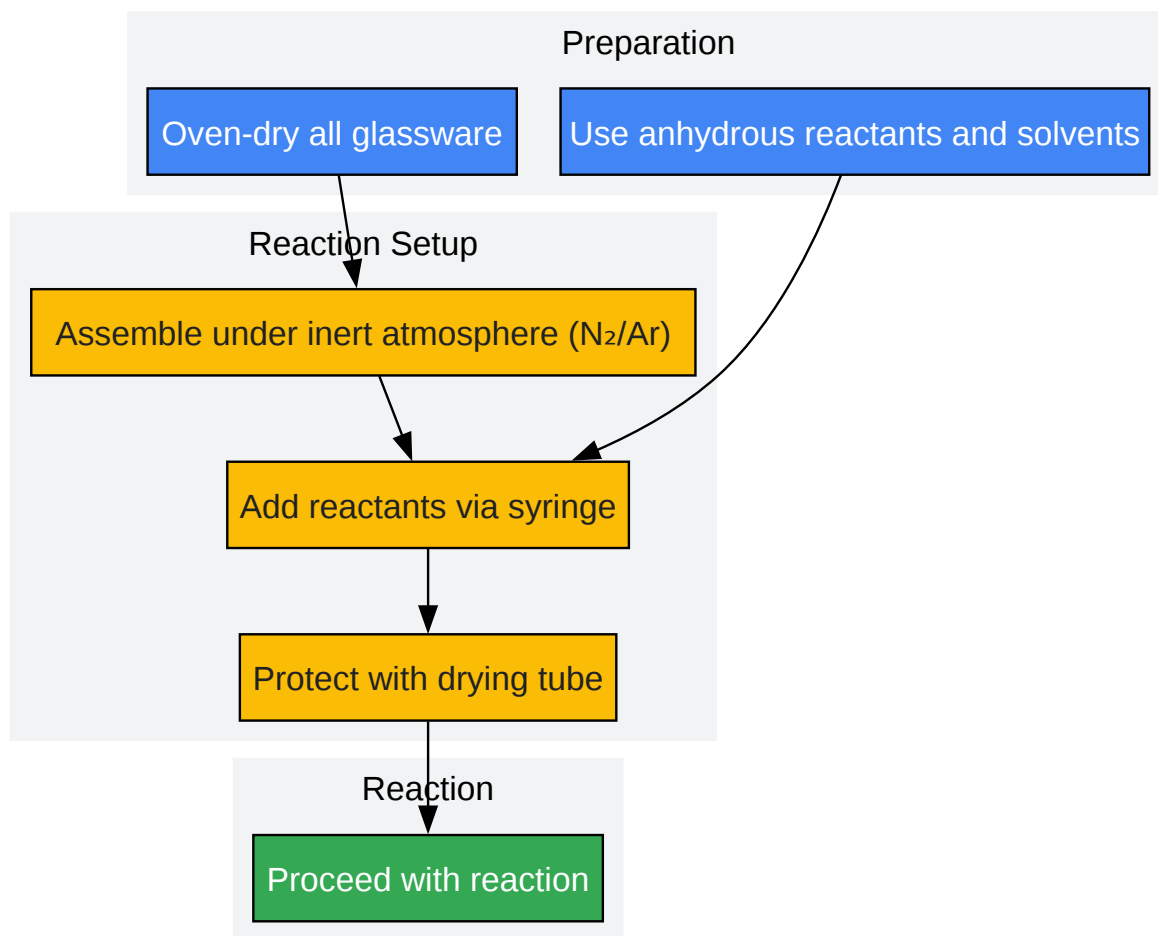 Preparation
Oven-dry all glassware
Use anhydrous reactants and solvents
Reaction Setup
Assemble under inert atmosphere (N₂/Ar)
Add reactants via syringe
Protect with drying tube
Reaction
Proceed with reaction